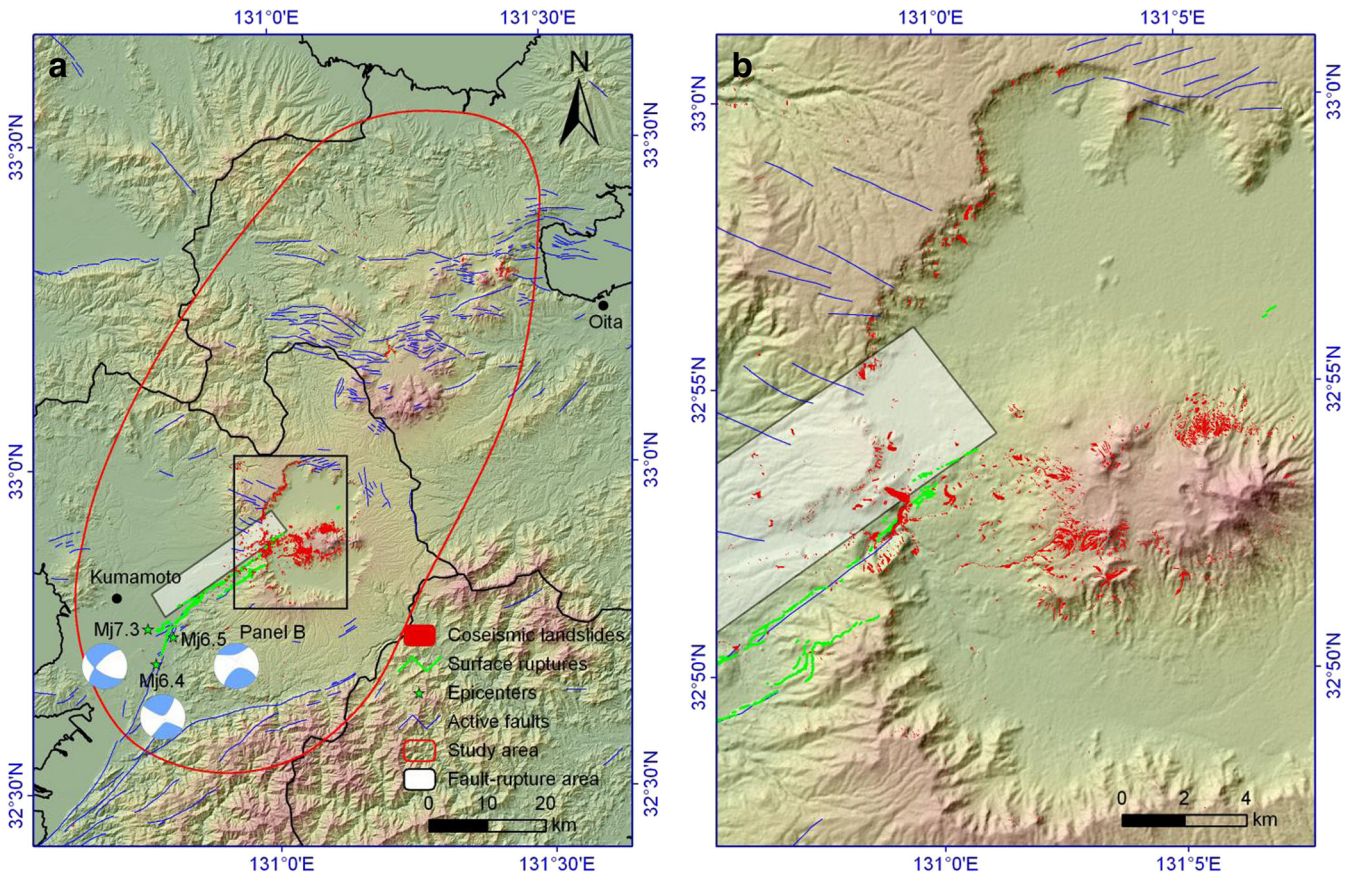 131°0'E 131°30'E 131°0'E 131°5'E
a
N
b
33°30'N
33°30'N
33°0'N
33°0'N
Oita
32°55'N
32°55'N
33°0'N
33°0'N
Kumamoto
Mj7.3
Mj6.5
Panel B
Mj6.4
Coseismic landslides
Surface ruptures
Epicenters
Active faults
Study area
Fault-rupture area
0 10 20
km
32°50'N
32°50'N
32°30'N
32°30'N
0 2 4
km
131°0'E 131°30'E 131°0'E 131°5'E